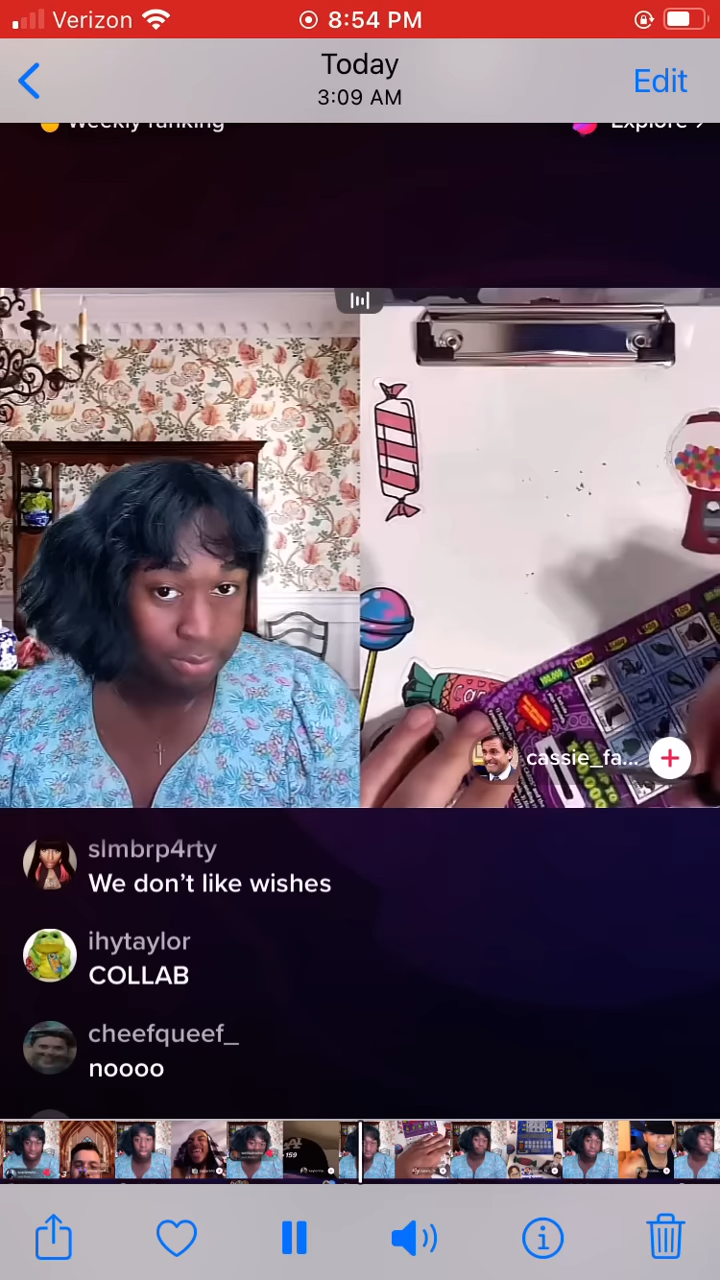 Verizon 8:54 PM
Today
3:09 AM
Edit
Weekly ranking
Explore >
cassie_fa...
slmbrp4rty
We don't like wishes
ihytaylor
COLLAB
cheefqueef_
noooo